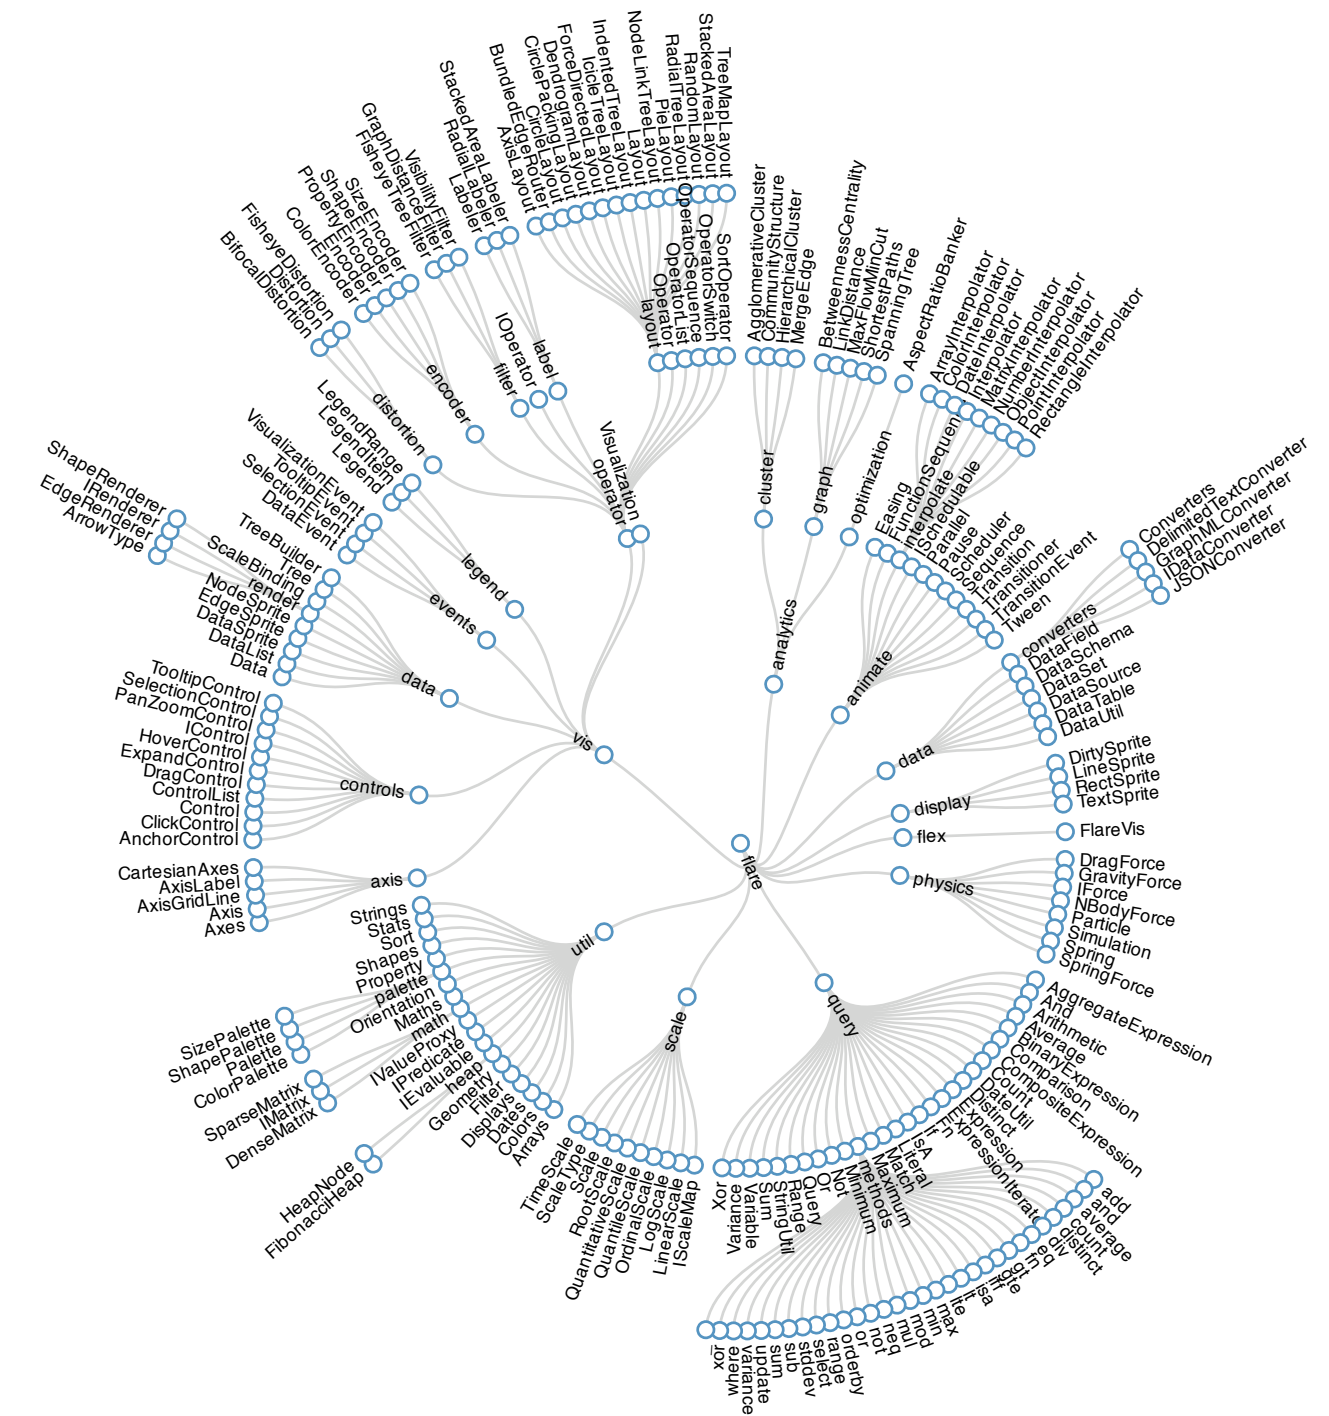 flare
analytics
cluster
AgglomerativeCluster
CommunityStructure
HierarchicalCluster
MergeEdge
graph
BetweennessCentrality
LinkDistance
MaxFlowMinCut
ShortestPaths
SpanningTree
optimization
AspectRatioBanker
animate
Easing
FunctionSequence
interpolate
ArrayInterpolator
ColorInterpolator
DateInterpolator
Interpolator
MatrixInterpolator
NumberInterpolator
ObjectInterpolator
PointInterpolator
RectangleInterpolator
ISchedulable
Parallel
Pause
Scheduler
Sequence
Transition
Transitioner
TransitionEvent
Tween
data
converters
Converters
DelimitedTextConverter
GraphMLConverter
IDataConverter
JSONConverter
DataField
DataSchema
DataSet
DataSource
DataTable
DataUtil
display
DirtySprite
LineSprite
RectSprite
TextSprite
flex
FlareVis
physics
DragForce
GravityForce
IForce
NBodyForce
Particle
Simulation
Spring
SpringForce
query
AggregateExpression
And
Arithmetic
Average
BinaryExpression
Comparison
CompositeExpression
Count
DateUtil
Distinct
Expression
ExpressionIterator
Fn
If
IsA
Literal
Match
Maximum
methods
add
and
average
count
distinct
div
eq
fn
gt
gte
iff
isa
lt
lte
max
min
mod
mul
neq
not
or
orderby
range
select
stddev
sub
sum
update
variance
where
xor
_
Minimum
Not
Or
Query
Range
StringUtil
Sum
Variable
Variance
Xor
scale
IScaleMap
LinearScale
LogScale
OrdinalScale
QuantileScale
QuantitativeScale
RootScale
Scale
ScaleType
TimeScale
util
Arrays
Colors
Dates
Displays
Filter
Geometry
heap
FibonacciHeap
HeapNode
IEvaluable
IPredicate
IValueProxy
math
DenseMatrix
IMatrix
SparseMatrix
Maths
Orientation
palette
ColorPalette
Palette
ShapePalette
SizePalette
Property
Shapes
Sort
Stats
Strings
vis
axis
Axes
Axis
AxisGridLine
AxisLabel
CartesianAxes
controls
AnchorControl
ClickControl
Control
ControlList
DragControl
ExpandControl
HoverControl
IControl
PanZoomControl
SelectionControl
TooltipControl
data
Data
DataList
DataSprite
EdgeSprite
NodeSprite
render
ArrowType
EdgeRenderer
IRenderer
ShapeRenderer
ScaleBinding
Tree
TreeBuilder
events
DataEvent
SelectionEvent
TooltipEvent
VisualizationEvent
legend
Legend
LegendItem
LegendRange
operator
distortion
BifocalDistortion
Distortion
FisheyeDistortion
encoder
ColorEncoder
Encoder
PropertyEncoder
ShapeEncoder
SizeEncoder
filter
FisheyeTreeFilter
GraphDistanceFilter
VisibilityFilter
IOperator
label
Labeler
RadialLabeler
StackedAreaLabeler
layout
AxisLayout
BundledEdgeRouter
CircleLayout
CirclePackingLayout
DendrogramLayout
ForceDirectedLayout
IcicleTreeLayout
IndentedTreeLayout
Layout
NodeLinkTreeLayout
PieLayout
RadialTreeLayout
RandomLayout
StackedAreaLayout
TreeMapLayout
Operator
OperatorList
OperatorSequence
OperatorSwitch
SortOperator
Visualization